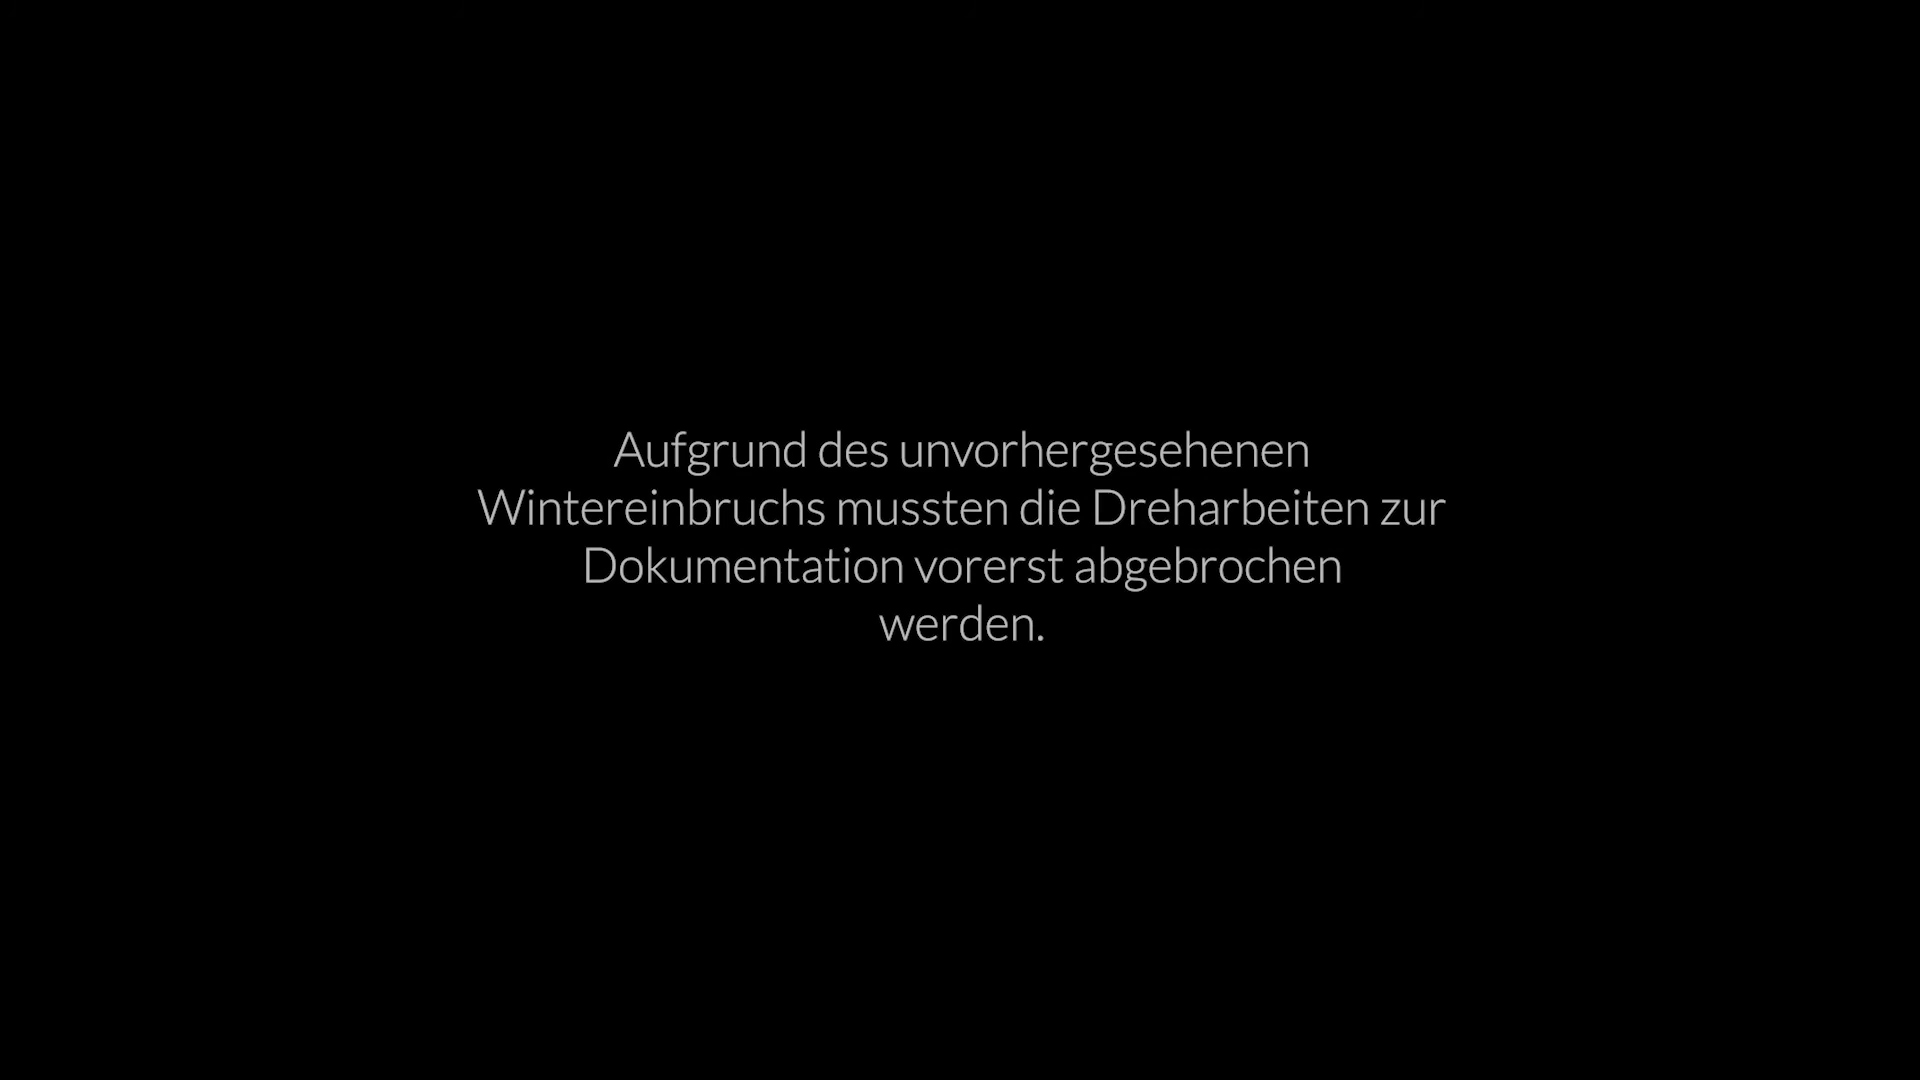 Aufgrund des unvorhergesehenen
Wintereinbruchs mussten die Dreharbeiten zur
Dokumentation vorerst abgebrochen
werden.